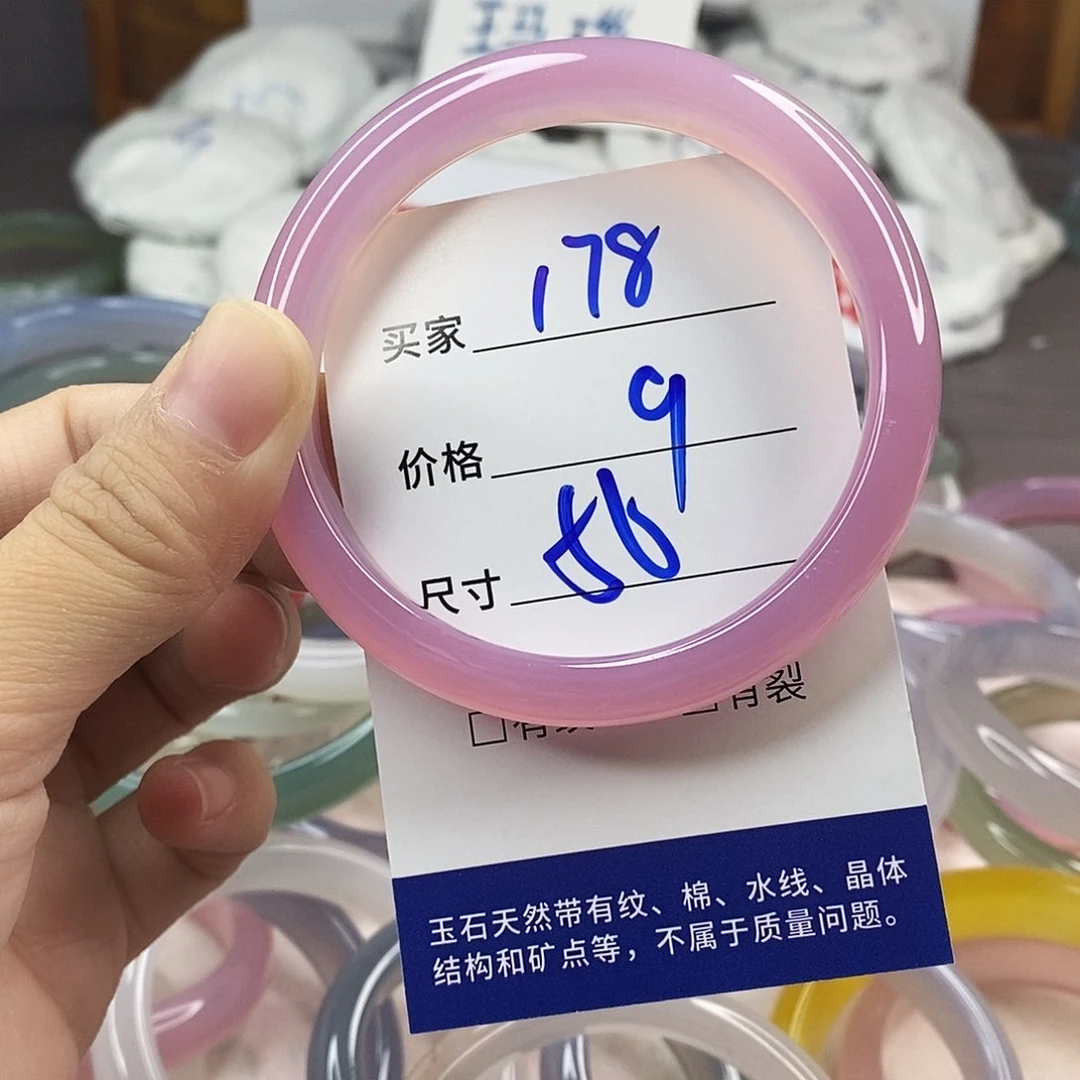 买家 178
价格 9
尺寸 56
有裂
玉石天然带有纹、棉、水线、晶体
结构和矿点等，不属于质量问题。